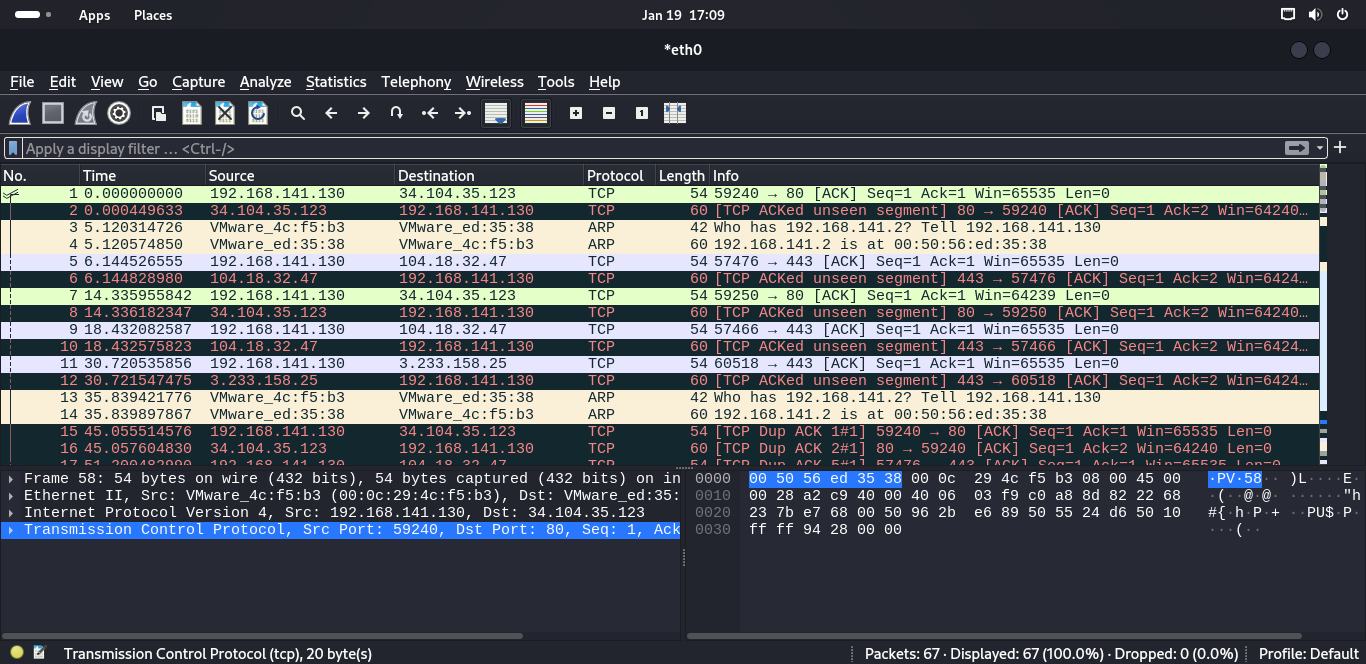 Apps Places Jan 19 17:09
*eth0
File Edit View Go Capture Analyze Statistics Telephony Wireless Tools Help
Apply a display filter … <Ctrl-/>
No. Time Source Destination Protocol Length Info
1 0.000000000 192.168.141.130 34.104.35.123 TCP 54 59240 → 80 [ACK] Seq=1 Ack=1 Win=65535 Len=0
2 0.000449633 34.104.35.123 192.168.141.130 TCP 60 [TCP ACKed unseen segment] 80 → 59240 [ACK] Seq=1 Ack=2 Win=64240…
3 5.120314726 VMware_4c:f5:b3 VMware_ed:35:38 ARP 42 Who has 192.168.141.2? Tell 192.168.141.130
4 5.120574850 VMware_ed:35:38 VMware_4c:f5:b3 ARP 60 192.168.141.2 is at 00:50:56:ed:35:38
5 6.144526555 192.168.141.130 104.18.32.47 TCP 54 57476 → 443 [ACK] Seq=1 Ack=1 Win=65535 Len=0
6 6.144828980 104.18.32.47 192.168.141.130 TCP 60 [TCP ACKed unseen segment] 443 → 57476 [ACK] Seq=1 Ack=2 Win=6424…
7 14.335955842 192.168.141.130 34.104.35.123 TCP 54 59250 → 80 [ACK] Seq=1 Ack=1 Win=64239 Len=0
8 14.336182347 34.104.35.123 192.168.141.130 TCP 60 [TCP ACKed unseen segment] 80 → 59250 [ACK] Seq=1 Ack=2 Win=64240…
9 18.432082587 192.168.141.130 104.18.32.47 TCP 54 57466 → 443 [ACK] Seq=1 Ack=1 Win=65535 Len=0
10 18.432575823 104.18.32.47 192.168.141.130 TCP 60 [TCP ACKed unseen segment] 443 → 57466 [ACK] Seq=1 Ack=2 Win=6424…
11 30.720535856 192.168.141.130 3.233.158.25 TCP 54 60518 → 443 [ACK] Seq=1 Ack=1 Win=65535 Len=0
12 30.721547475 3.233.158.25 192.168.141.130 TCP 60 [TCP ACKed unseen segment] 443 → 60518 [ACK] Seq=1 Ack=2 Win=6424…
13 35.839421776 VMware_4c:f5:b3 VMware_ed:35:38 ARP 42 Who has 192.168.141.2? Tell 192.168.141.130
14 35.839897867 VMware_ed:35:38 VMware_4c:f5:b3 ARP 60 192.168.141.2 is at 00:50:56:ed:35:38
15 45.055514576 192.168.141.130 34.104.35.123 TCP 54 [TCP Dup ACK 1#1] 59240 → 80 [ACK] Seq=1 Ack=1 Win=65535 Len=0
16 45.057604830 34.104.35.123 192.168.141.130 TCP 60 [TCP Dup ACK 2#1] 80 → 59240 [ACK] Seq=1 Ack=2 Win=64240 Len=0
17 51.200482990 192.168.141.130 104.18.32.47 TCP 54 [TCP Dup ACK 5#1] 57476 → 443 [ACK] Seq=1 Ack=1 Win=65535 Len=0
Frame 58: 54 bytes on wire (432 bits), 54 bytes captured (432 bits) on in
Ethernet II, Src: VMware_4c:f5:b3 (00:0c:29:4c:f5:b3), Dst: VMware_ed:35:
Internet Protocol Version 4, Src: 192.168.141.130, Dst: 34.104.35.123
Transmission Control Protocol, Src Port: 59240, Dst Port: 80, Seq: 1, Ack
0000 00 50 56 ed 35 38 00 0c 29 4c f5 b3 08 00 45 00 ·PV·58·· )L····E·
0010 00 28 a2 c9 40 00 40 06 03 f9 c0 a8 8d 82 22 68 ·(··@·@· ······"h
0020 23 7b e7 68 00 50 96 2b e6 89 50 55 24 d6 50 10 #{·h·P·+ ··PU$·P·
0030 ff ff 94 28 00 00 ···(··
Transmission Control Protocol (tcp), 20 byte(s) Packets: 67 · Displayed: 67 (100.0%) · Dropped: 0 (0.0%) Profile: Default